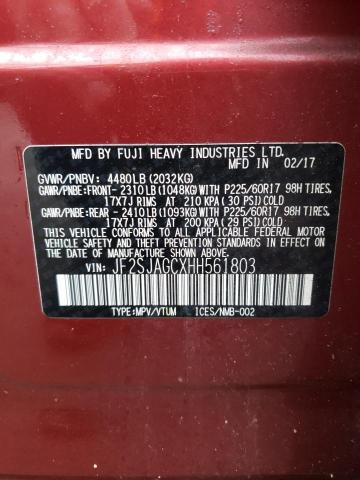 MFD. BY FUJI HEAVY INDUSTRIES LTD.
GVWR/PNBV: 4480LB(2032KG) IN 02/17
GAWR/PNBE:FRONT-2310LB(1048KG)WITH P225/60R17 98H TIRES,
17X7J RIMS AT 210 KPA (30 PSI) COLD
GAWR/PNBE:REAR -2410LB(1093KG)WITH P225/60R17 98H TIRES,
17X7J RIMS AT 200 KPA (29 PSI) COLD
THIS VEHICLE CONFORMS TO ALL APPLICABLE FEDERAL
MOTOR VEHICLE SAFETY, BUMPER, AND THEFT PREVENTION
STANDARDS IN EFFECT ON THE DATE OF MANUFACTURE SHOWN ABOVE.
VIN: JF2SJAGCXHH561803
TYPE:MPV/VTUM ICES/NMB-002